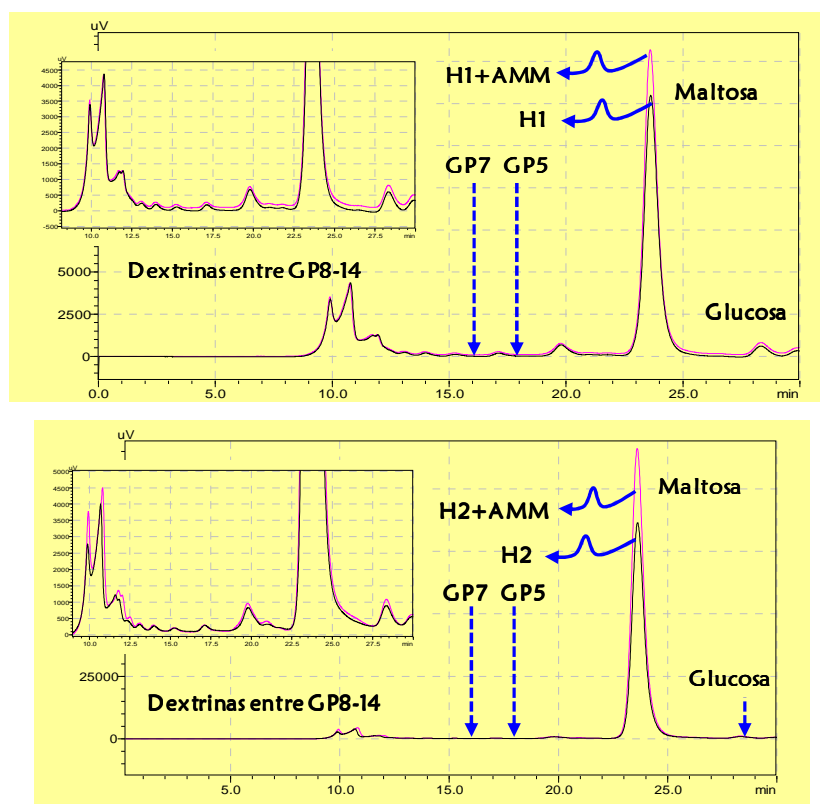 uV
uV
4500
4000
3500
3000
2500
2000
1500
1000
500
0
-500
10.0 12.5 15.0 17.5 20.0 22.5 25.0 27.5 min
H1+AMM
Maltosa
H1
GP7 GP5
Dextrinas entre GP8-14
Glucosa
5000
2500
0
0.0 5.0 10.0 15.0 20.0 25.0 min
uV
uV
5000
4500
4000
3500
3000
2500
2000
1500
1000
500
0
10.0 12.5 15.0 17.5 20.0 22.5 25.0 27.5 min
Maltosa
H2+AMM
H2
GP7 GP5
Glucosa
25000
Dextrinas entre GP8-14
0
5.0 10.0 15.0 20.0 25.0 min